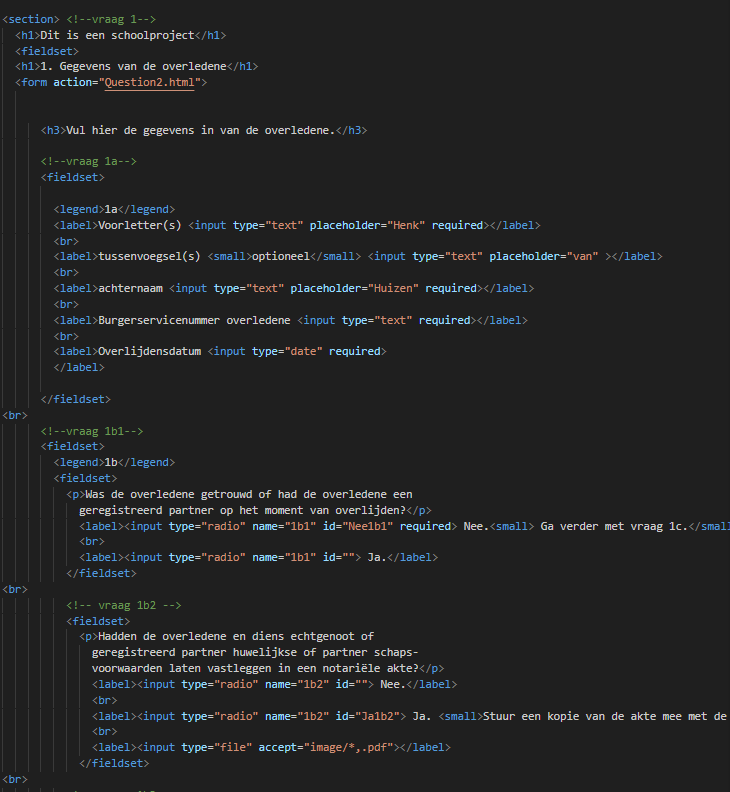 <section> <!--vraag 1-->
<h1>Dit is een schoolproject</h1>
<fieldset>
<h1>1. Gegevens van de overledene</h1>
<form action="Question2.html">
<h3>Vul hier de gegevens in van de overledene.</h3>
<!--vraag 1a-->
<fieldset>
<legend>1a</legend>
<label>Voorletter(s) <input type="text" placeholder="Henk" required></label>
<br>
<label>tussenvoegsel(s) <small>optioneel</small> <input type="text" placeholder="van" ></label>
<br>
<label>achternaam <input type="text" placeholder="Huizen" required></label>
<br>
<label>Burgerservicenummer overledene <input type="text" required></label>
<br>
<label>Overlijdensdatum <input type="date" required>
</label>
</fieldset>
<br>
<!--vraag 1b1-->
<fieldset>
<legend>1b</legend>
<fieldset>
<p>Was de overledene getrouwd of had de overledene een
geregistreerd partner op het moment van overlijden?</p>
<label><input type="radio" name="1b1" id="Nee1b1" required> Nee.<small> Ga verder met vraag 1c.</smal
<br>
<label><input type="radio" name="1b1" id=""> Ja.</label>
</fieldset>
<br>
<!-- vraag 1b2 -->
<fieldset>
<p>Hadden de overledene en diens echtgenoot of
geregistreerd partner huwelijkse of partner schaps-
voorwaarden laten vastleggen in een notariële akte?</p>
<label><input type="radio" name="1b2" id=""> Nee.</label>
<br>
<label><input type="radio" name="1b2" id="Ja1b2"> Ja. <small>Stuur een kopie van de akte mee met de
<br>
<label><input type="file" accept="image/*,.pdf"></label>
</fieldset>
<br>